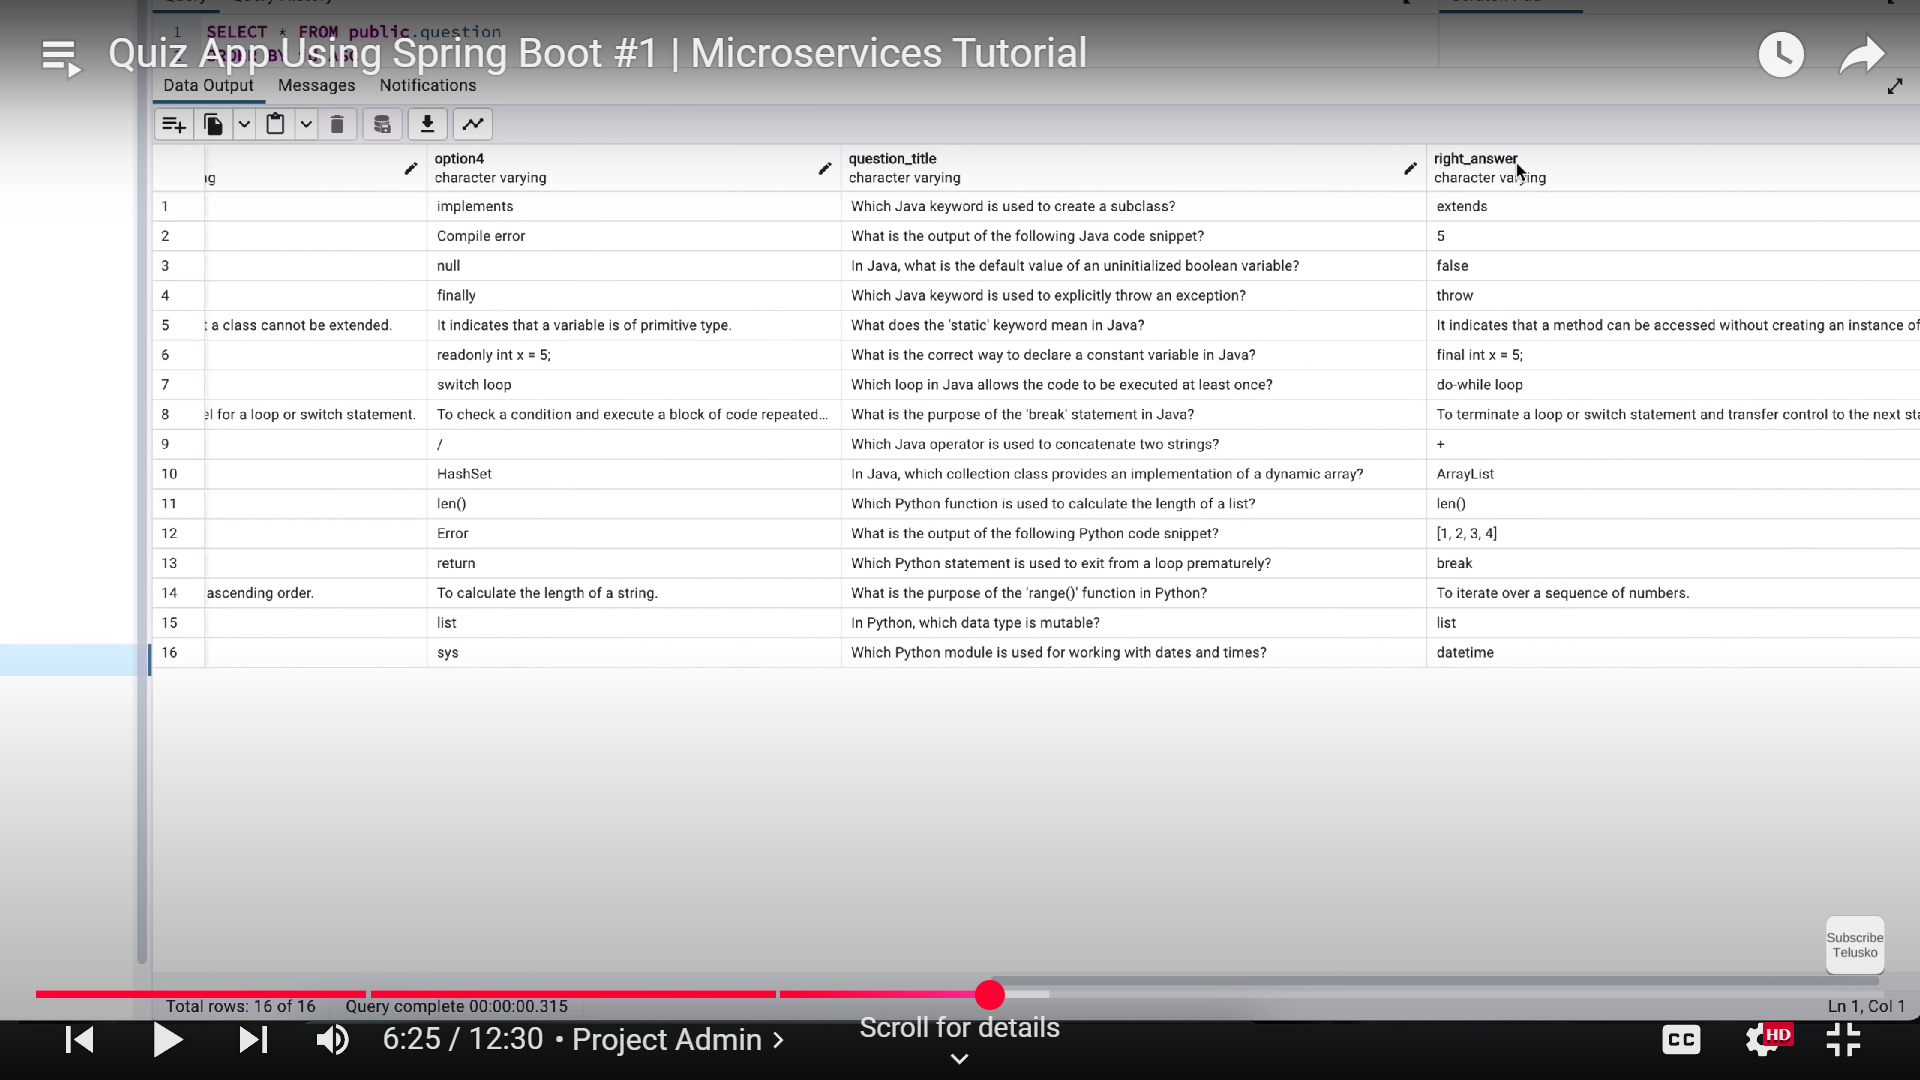 Query Query History
Scratch Pad
1 SELECT * FROM public.question
ORDER BY id ASC
Quiz App Using Spring Boot #1 | Microservices Tutorial
Data Output Messages Notifications
option4 question_title right_answer
character varying character varying character varying
1 implements Which Java keyword is used to create a subclass? extends
2 Compile error What is the output of the following Java code snippet? 5
3 null In Java, what is the default value of an uninitialized boolean variable? false
4 finally Which Java keyword is used to explicitly throw an exception? throw
5 a class cannot be extended. It indicates that a variable is of primitive type. What does the 'static' keyword mean in Java? It indicates that a method can be accessed without creating an instance of
6 readonly int x = 5; What is the correct way to declare a constant variable in Java? final int x = 5;
7 switch loop Which loop in Java allows the code to be executed at least once? do-while loop
8 el for a loop or switch statement. To check a condition and execute a block of code repeated... What is the purpose of the 'break' statement in Java? To terminate a loop or switch statement and transfer control to the next sta
9 / Which Java operator is used to concatenate two strings? +
10 HashSet In Java, which collection class provides an implementation of a dynamic array? ArrayList
11 len() Which Python function is used to calculate the length of a list? len()
12 Error What is the output of the following Python code snippet? [1, 2, 3, 4]
13 return Which Python statement is used to exit from a loop prematurely? break
14 ascending order. To calculate the length of a string. What is the purpose of the 'range()' function in Python? To iterate over a sequence of numbers.
15 list In Python, which data type is mutable? list
16 sys Which Python module is used for working with dates and times? datetime
Subscribe
Telusko
Total rows: 16 of 16 Query complete 00:00:00.315 Ln 1, Col 1
6:25 / 12:30 • Project Admin >
Scroll for details
CC HD